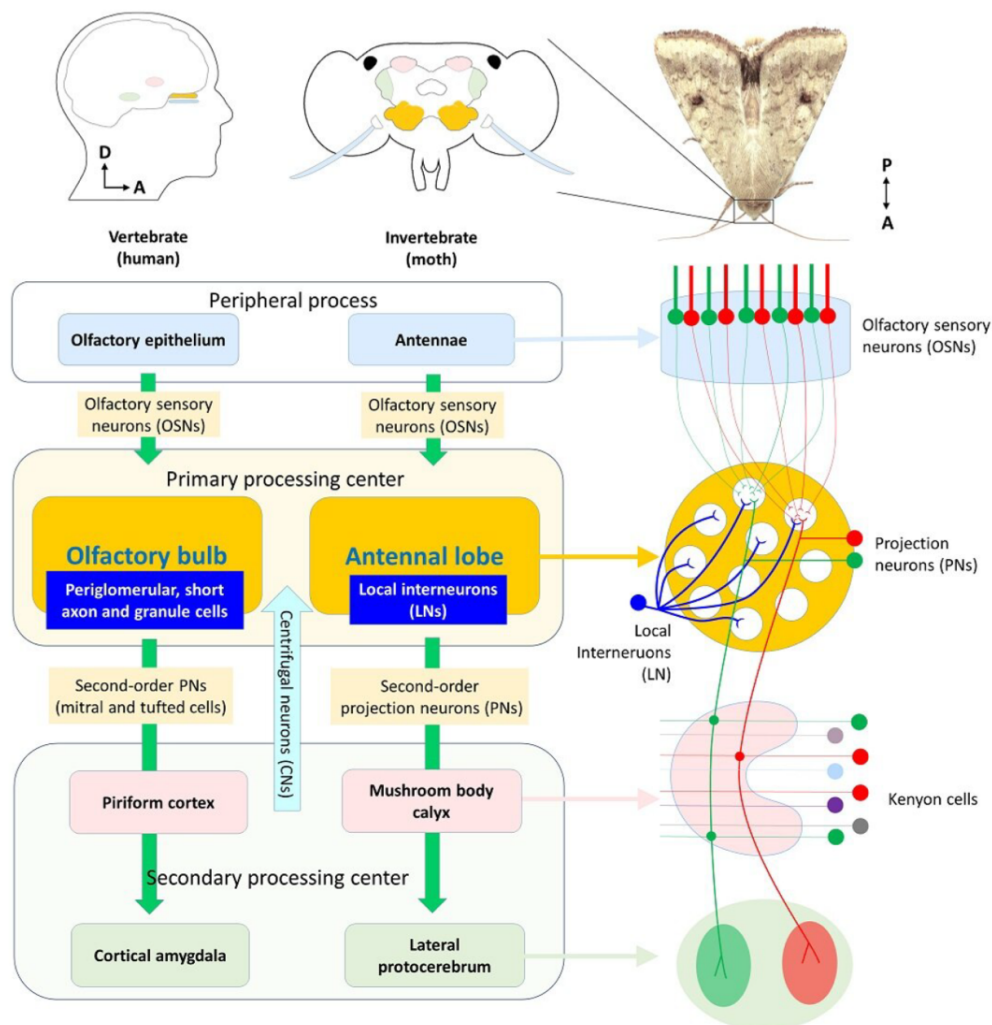 D
A
P
A
Vertebrate
(human)
Invertebrate
(moth)
Peripheral process
Olfactory epithelium
Antennae
Olfactory sensory
neurons (OSNs)
Olfactory sensory
neurons (OSNs)
Olfactory sensory
neurons (OSNs)
Primary processing center
Olfactory bulb
Periglomerular, short
axon and granule cells
Antennal lobe
Local interneurons
(LNs)
Centrifugal neurons (CNs)
Projection
neurons (PNs)
Local
Interneruons
(LN)
Second-order PNs
(mitral and tufted cells)
Second-order
projection neurons (PNs)
Piriform cortex
Mushroom body
calyx
Kenyon cells
Secondary processing center
Cortical amygdala
Lateral
protocerebrum